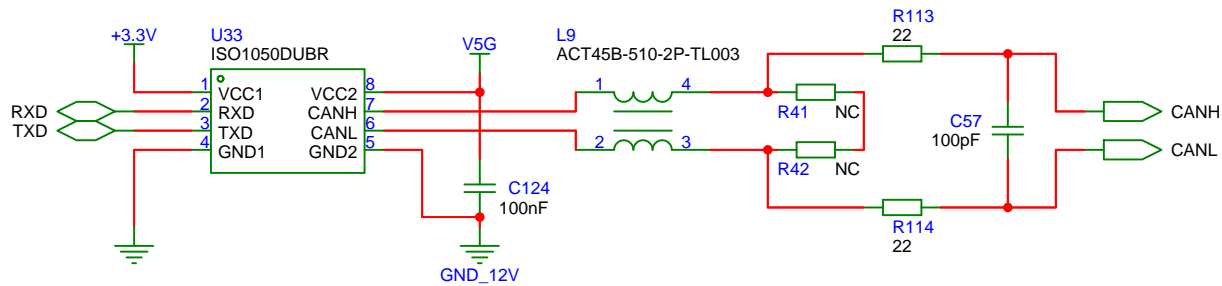 +3.3V
U33
ISO1050DUBR
V5G
L9
ACT45B-510-2P-TL003
R113
22
1
VCC1
VCC2
8
RXD
2
RXD
CANH
7
TXD
3
TXD
CANL
6
4
GND1
GND2
5
1
4
2
3
R41
NC
R42
NC
C57
100pF
CANH
CANL
C124
100nF
R114
22
GND_12V